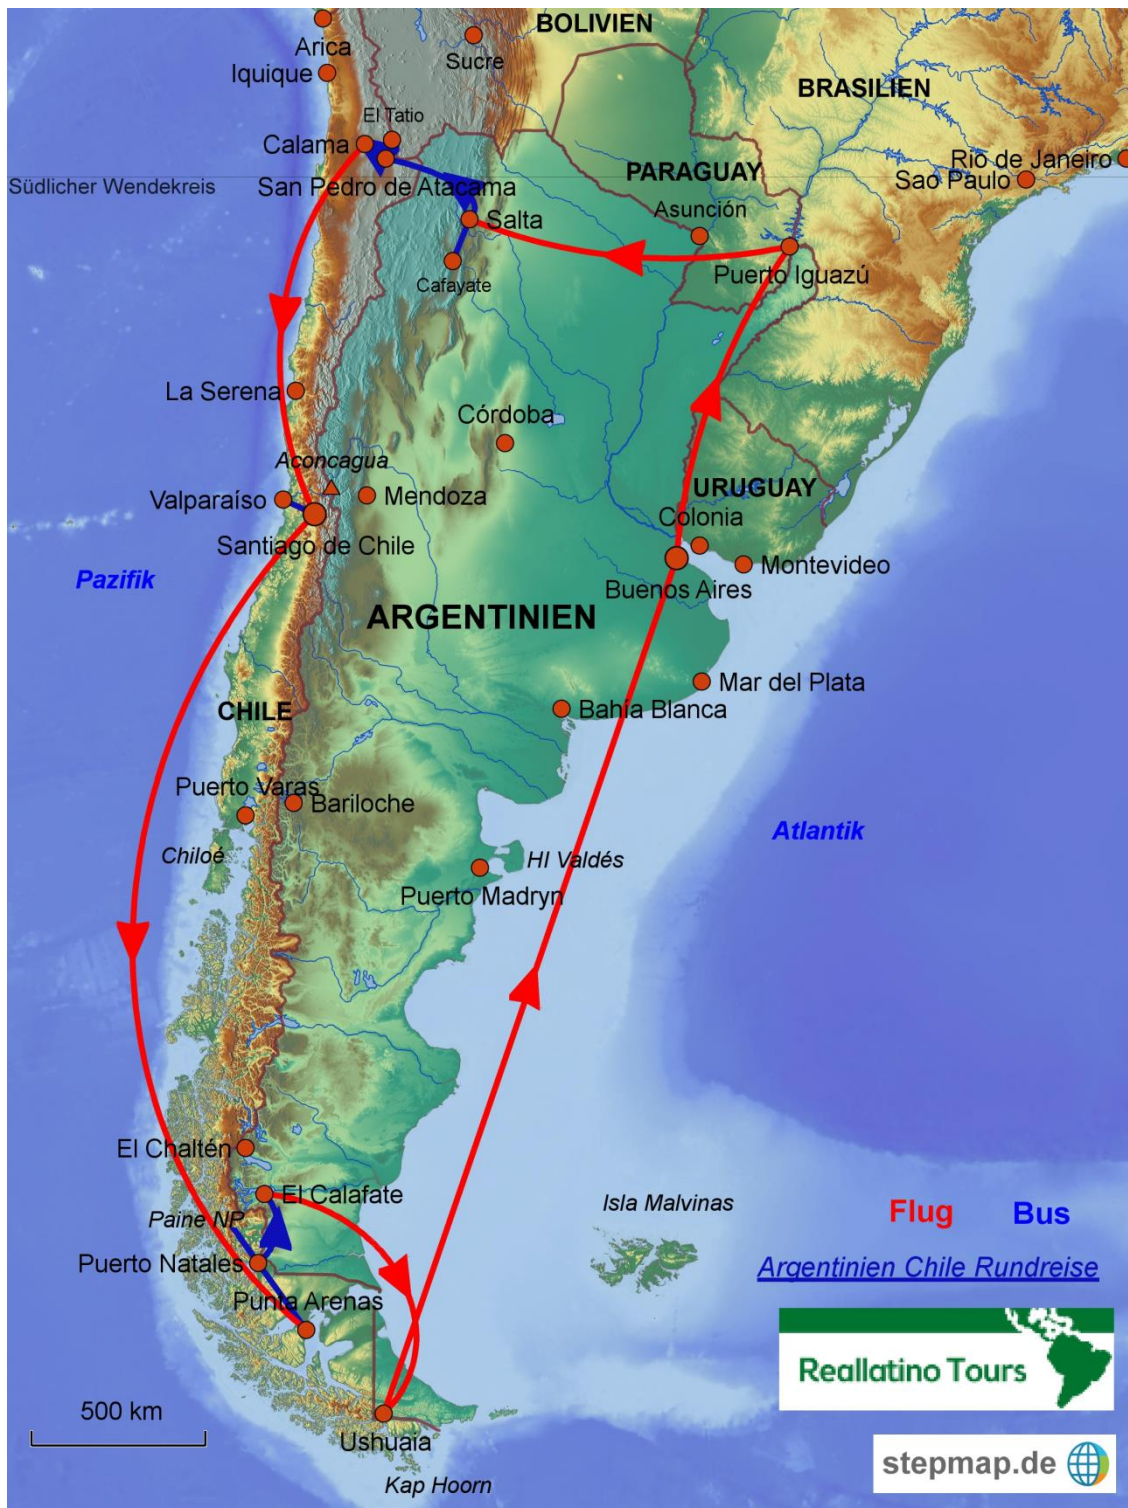 BOLIVIEN
Arica
Sucre
Iquique
BRASILIEN
El Tatio
Calama
Rio de Janeiro
PARAGUAY
Südlicher Wendekreis
San Pedro de Atacama
Sao Paulo
Asunción
Salta
Puerto Iguazú
Cafayate
La Serena
Córdoba
Aconcagua
Valparaíso
Mendoza
URUGUAY
Colonia
Santiago de Chile
Montevideo
Pazifik
Buenos Aires
ARGENTINIEN
Mar del Plata
Bahía Blanca
CHILE
Puerto Varas
Bariloche
Atlantik
Chiloé
HI Valdés
Puerto Madryn
El Chaltén
El Calafate
Isla Malvinas
Paine NP
Flug Bus
Puerto Natales
Argentinien Chile Rundreise
Punta Arenas
Reallatino Tours
500 km
Ushuaia
stepmap.de
Kap Hoorn